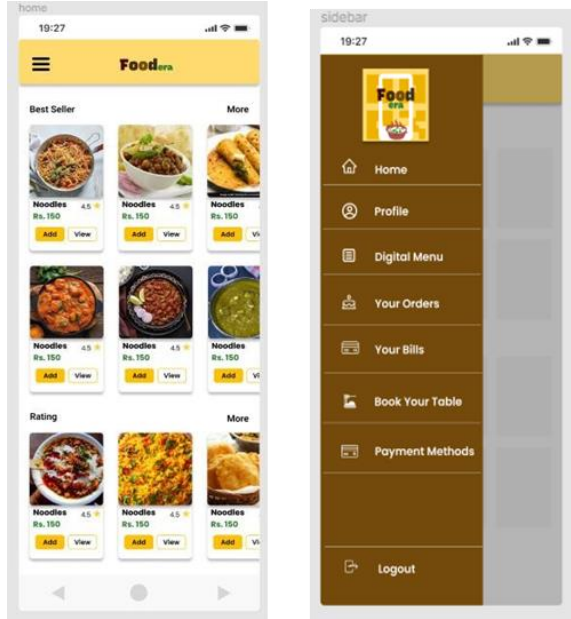 home
19:27
Foodera
Best Seller More
Noodles 4.5 Noodles 4.5 Noodles
Rs. 150 Rs. 150 Rs. 150
Add View Add View Add Vi
Noodles 4.5 Noodles 4.5 Noodles
Rs. 150 Rs. 150 Rs. 150
Add View Add View Add Vi
Rating More
Noodles 4.5 Noodles 4.5 Noodles
Rs. 150 Rs. 150 Rs. 150
Add View Add View Add Vi
sidebar
19:27
Food
era
Home
Profile
Digital Menu
Your Orders
Your Bills
Book Your Table
Payment Methods
Logout